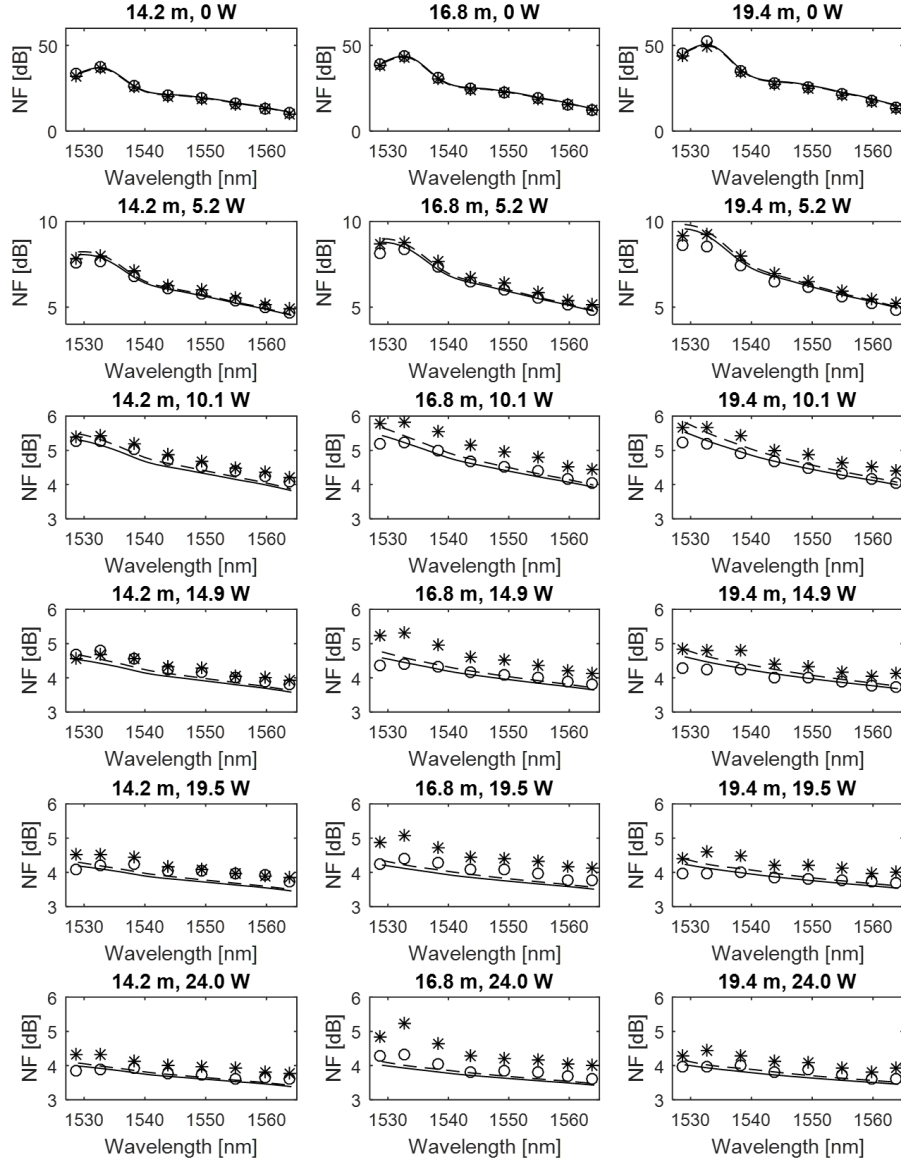 14.2 m, 0 W
16.8 m, 0 W
19.4 m, 0 W
NF [dB]
50
0
1530 1540 1550 1560
Wavelength [nm]
NF [dB]
50
0
1530 1540 1550 1560
Wavelength [nm]
NF [dB]
50
0
1530 1540 1550 1560
Wavelength [nm]
14.2 m, 5.2 W
16.8 m, 5.2 W
19.4 m, 5.2 W
NF [dB]
10
5
1530 1540 1550 1560
Wavelength [nm]
NF [dB]
10
5
1530 1540 1550 1560
Wavelength [nm]
NF [dB]
10
5
1530 1540 1550 1560
Wavelength [nm]
14.2 m, 10.1 W
16.8 m, 10.1 W
19.4 m, 10.1 W
NF [dB]
6
5
4
3
1530 1540 1550 1560
Wavelength [nm]
NF [dB]
6
5
4
3
1530 1540 1550 1560
Wavelength [nm]
NF [dB]
6
5
4
3
1530 1540 1550 1560
Wavelength [nm]
14.2 m, 14.9 W
16.8 m, 14.9 W
19.4 m, 14.9 W
NF [dB]
6
5
4
3
1530 1540 1550 1560
Wavelength [nm]
NF [dB]
6
5
4
3
1530 1540 1550 1560
Wavelength [nm]
NF [dB]
6
5
4
3
1530 1540 1550 1560
Wavelength [nm]
14.2 m, 19.5 W
16.8 m, 19.5 W
19.4 m, 19.5 W
NF [dB]
6
5
4
3
1530 1540 1550 1560
Wavelength [nm]
NF [dB]
6
5
4
3
1530 1540 1550 1560
Wavelength [nm]
NF [dB]
6
5
4
3
1530 1540 1550 1560
Wavelength [nm]
14.2 m, 24.0 W
16.8 m, 24.0 W
19.4 m, 24.0 W
NF [dB]
6
5
4
3
1530 1540 1550 1560
Wavelength [nm]
NF [dB]
6
5
4
3
1530 1540 1550 1560
Wavelength [nm]
NF [dB]
6
5
4
3
1530 1540 1550 1560
Wavelength [nm]